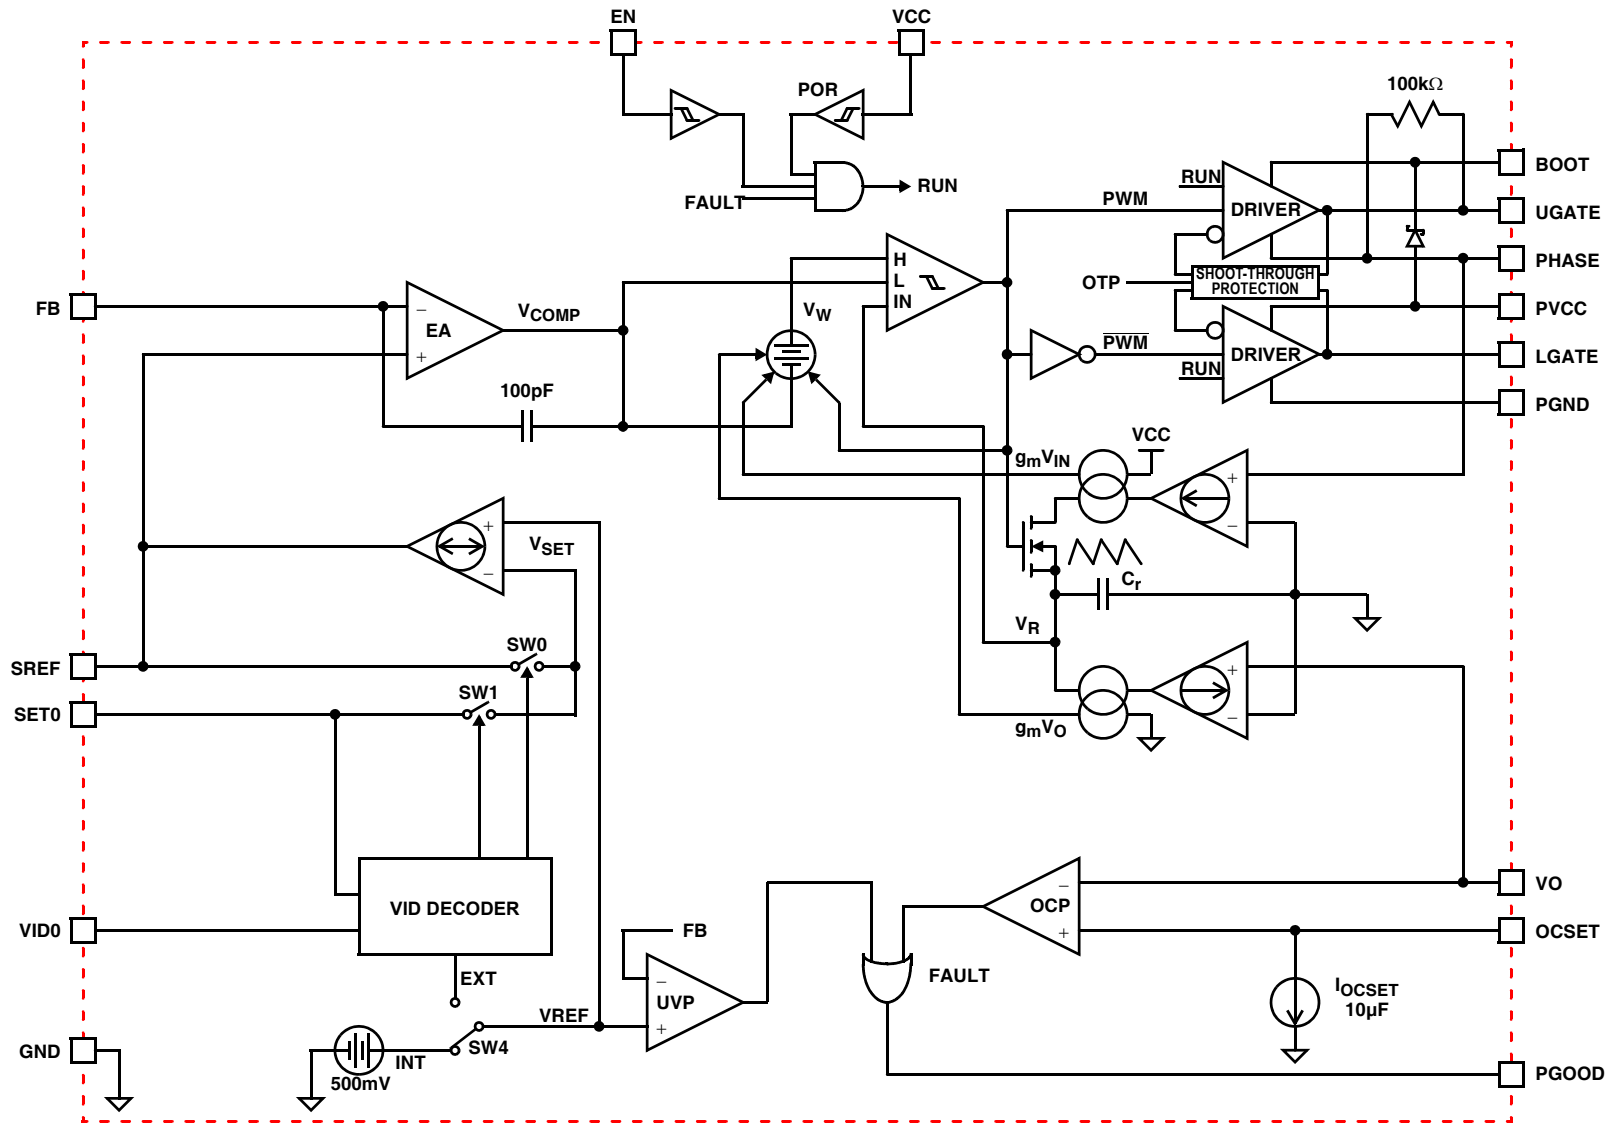 EN
VCC
POR
100kΩ
FAULT
RUN
RUN
PWM
DRIVER
BOOT
UGATE
PHASE
PVCC
LGATE
PGND
OTP
SHOOT-THROUGH
PROTECTION
H
L
IN
FB
−
EA
+
VCOMP
VW
100pF
PWM
DRIVER
RUN
VCC
gmVIN
+
−
Cr
VR
+
−
gmVO
+
VSET
−
SREF
SW0
SET0
SW1
VID DECODER
VID0
EXT
FB
−
UVP
+
VREF
SW4
INT
500mV
GND
−
OCP
+
FAULT
VO
OCSET
IOCSET
10µF
PGOOD